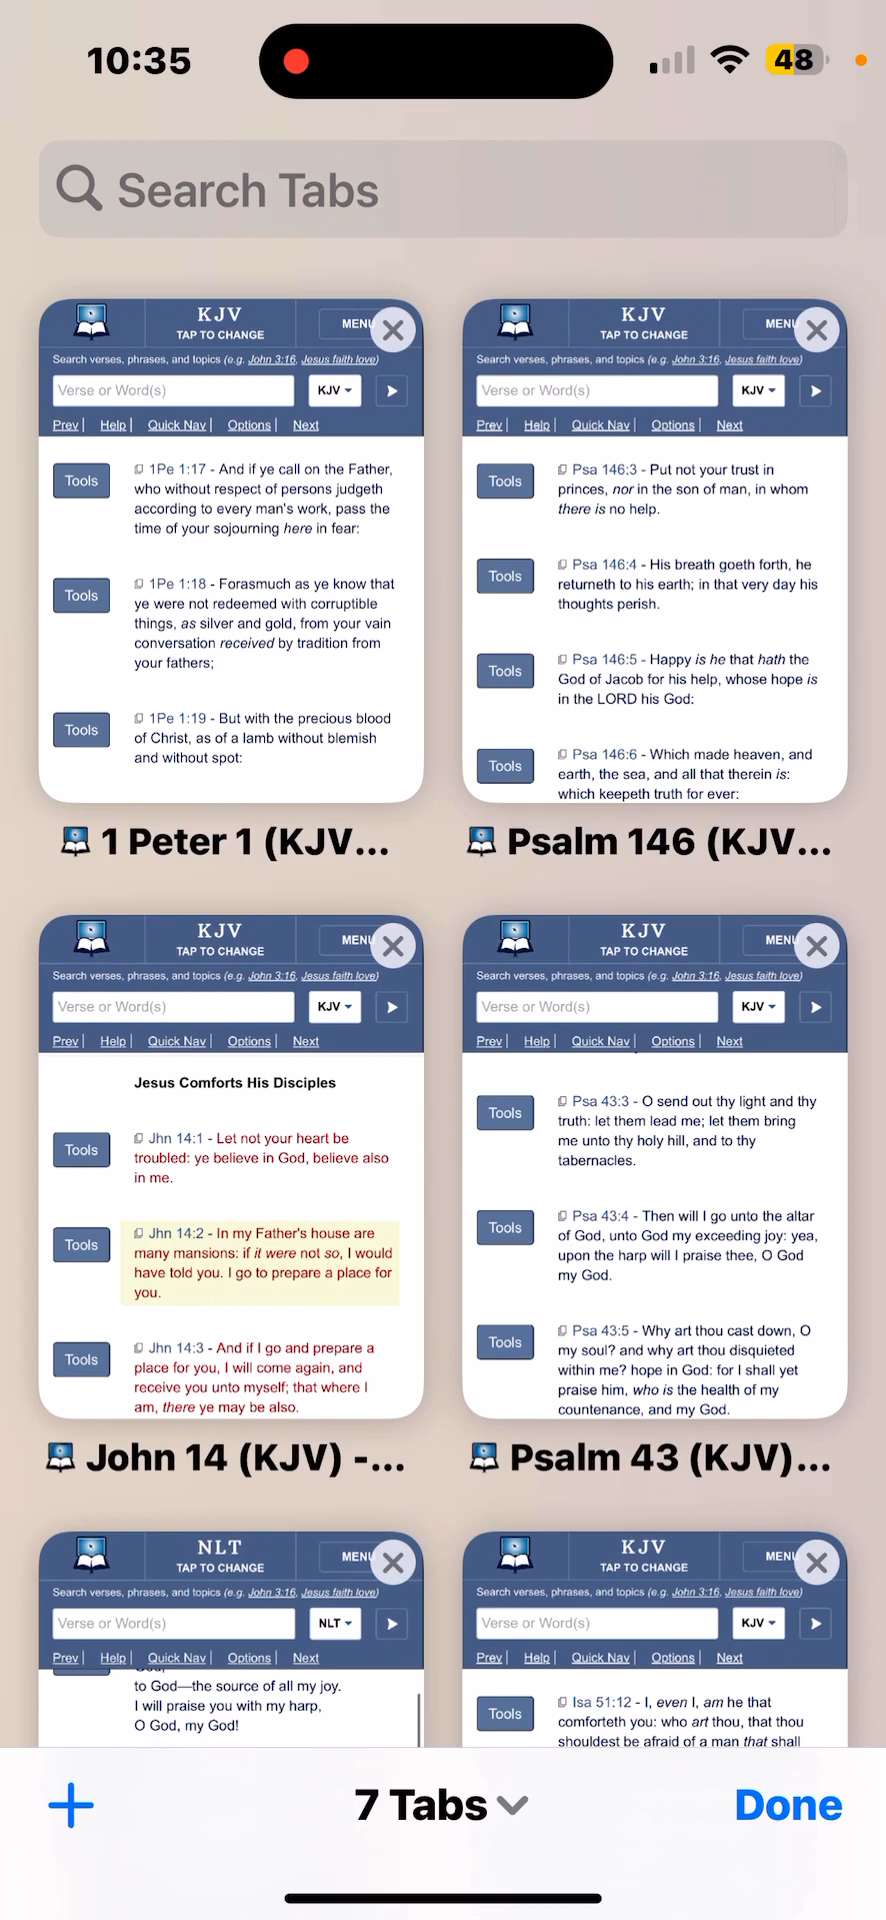 10:35
48
Search Tabs
KJV
TAP TO CHANGE
MENU
Search verses, phrases, and topics (e.g. John 3:16, Jesus faith love)
Verse or Word(s)
KJV
Prev | Help | Quick Nav | Options | Next
Tools
1Pe 1:17 - And if ye call on the Father,
who without respect of persons judgeth
according to every man's work, pass the
time of your sojourning here in fear:
Tools
1Pe 1:18 - Forasmuch as ye know that
ye were not redeemed with corruptible
things, as silver and gold, from your vain
conversation received by tradition from
your fathers;
Tools
1Pe 1:19 - But with the precious blood
of Christ, as of a lamb without blemish
and without spot:
1 Peter 1 (KJV...
KJV
TAP TO CHANGE
MENU
Search verses, phrases, and topics (e.g. John 3:16, Jesus faith love)
Verse or Word(s)
KJV
Prev | Help | Quick Nav | Options | Next
Tools
Psa 146:3 - Put not your trust in
princes, nor in the son of man, in whom
there is no help.
Tools
Psa 146:4 - His breath goeth forth, he
returneth to his earth; in that very day his
thoughts perish.
Tools
Psa 146:5 - Happy is he that hath the
God of Jacob for his help, whose hope is
in the LORD his God:
Tools
Psa 146:6 - Which made heaven, and
earth, the sea, and all that therein is:
which keepeth truth for ever:
Psalm 146 (KJV...
KJV
TAP TO CHANGE
MENU
Search verses, phrases, and topics (e.g. John 3:16, Jesus faith love)
Verse or Word(s)
KJV
Prev | Help | Quick Nav | Options | Next
Jesus Comforts His Disciples
Tools
Jhn 14:1 - Let not your heart be
troubled: ye believe in God, believe also
in me.
Tools
Jhn 14:2 - In my Father's house are
many mansions: if it were not so, I would
have told you. I go to prepare a place for
you.
Tools
Jhn 14:3 - And if I go and prepare a
place for you, I will come again, and
receive you unto myself; that where I
am, there ye may be also.
John 14 (KJV) -...
KJV
TAP TO CHANGE
MENU
Search verses, phrases, and topics (e.g. John 3:16, Jesus faith love)
Verse or Word(s)
KJV
Prev | Help | Quick Nav | Options | Next
Tools
Psa 43:3 - O send out thy light and thy
truth: let them lead me; let them bring
me unto thy holy hill, and to thy
tabernacles.
Tools
Psa 43:4 - Then will I go unto the altar
of God, unto God my exceeding joy: yea,
upon the harp will I praise thee, O God
my God.
Tools
Psa 43:5 - Why art thou cast down, O
my soul? and why art thou disquieted
within me? hope in God: for I shall yet
praise him, who is the health of my
countenance, and my God.
Psalm 43 (KJV)...
NLT
TAP TO CHANGE
MENU
Search verses, phrases, and topics (e.g. John 3:16, Jesus faith love)
Verse or Word(s)
NLT
Prev | Help | Quick Nav | Options | Next
God,
to God—the source of all my joy.
I will praise you with my harp,
O God, my God!
KJV
TAP TO CHANGE
MENU
Search verses, phrases, and topics (e.g. John 3:16, Jesus faith love)
Verse or Word(s)
KJV
Prev | Help | Quick Nav | Options | Next
Tools
Isa 51:12 - I, even I, am he that
comforteth you: who art thou, that thou
shouldest be afraid of a man that shall
7 Tabs
Done